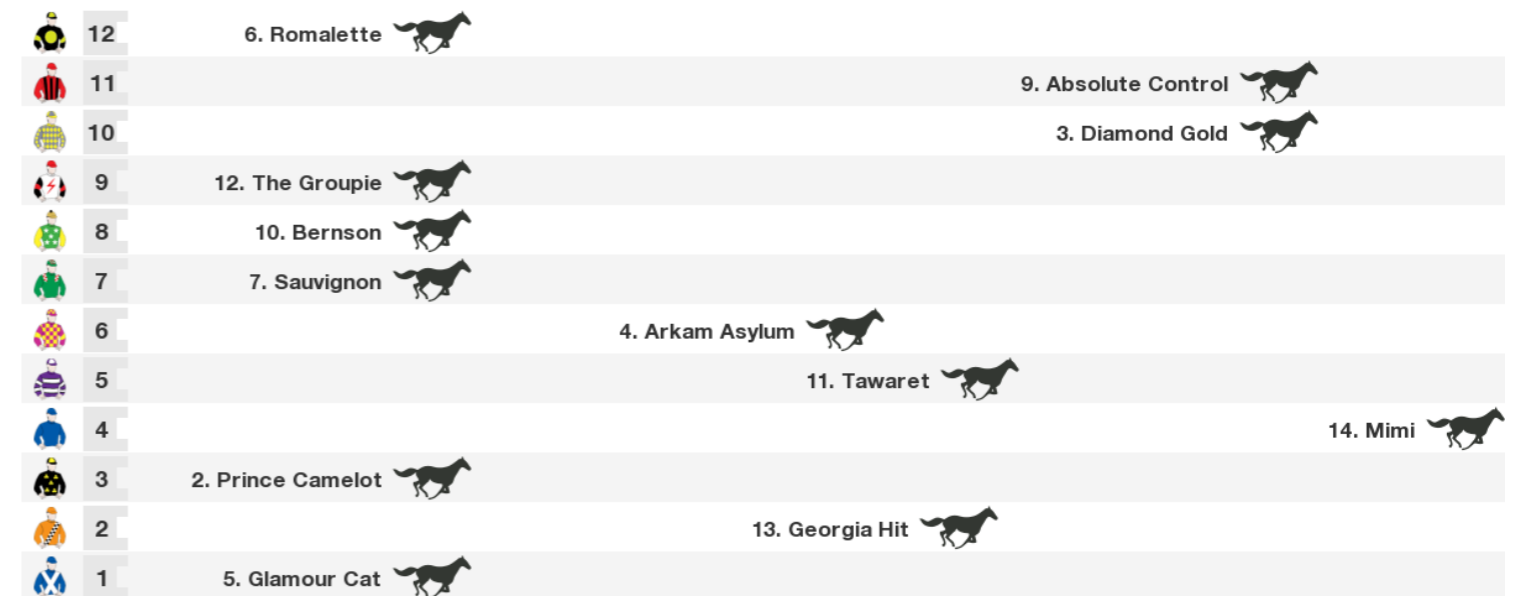 12 6. Romalette
11 9. Absolute Control
10 3. Diamond Gold
9 12. The Groupie
8 10. Bernson
7 7. Sauvignon
6 4. Arkam Asylum
5 11. Tawaret
4 14. Mimi
3 2. Prince Camelot
2 13. Georgia Hit
1 5. Glamour Cat